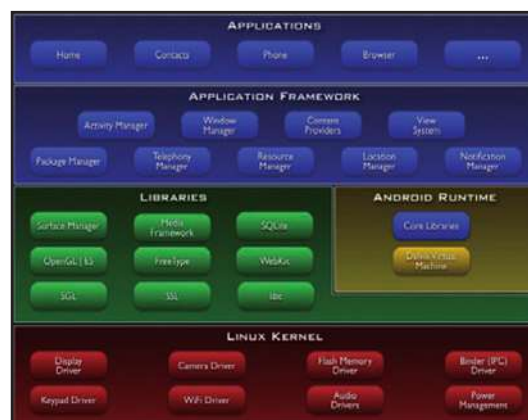 APPLICATIONS
Home Contacts Phone Browser ...
APPLICATION FRAMEWORK
Activity Manager Window Manager Content Providers View System
Package Manager Telephony Manager Resource Manager Location Manager Notification Manager
LIBRARIES
Surface Manager Media Framework SQLite
OpenGL | ES FreeType WebKit
SGL SSL libc
ANDROID RUNTIME
Core Libraries
Dalvik Virtual Machine
LINUX KERNEL
Display Driver Camera Driver Flash Memory Driver Binder (IPC) Driver
Keypad Driver WiFi Driver Audio Drivers Power Management